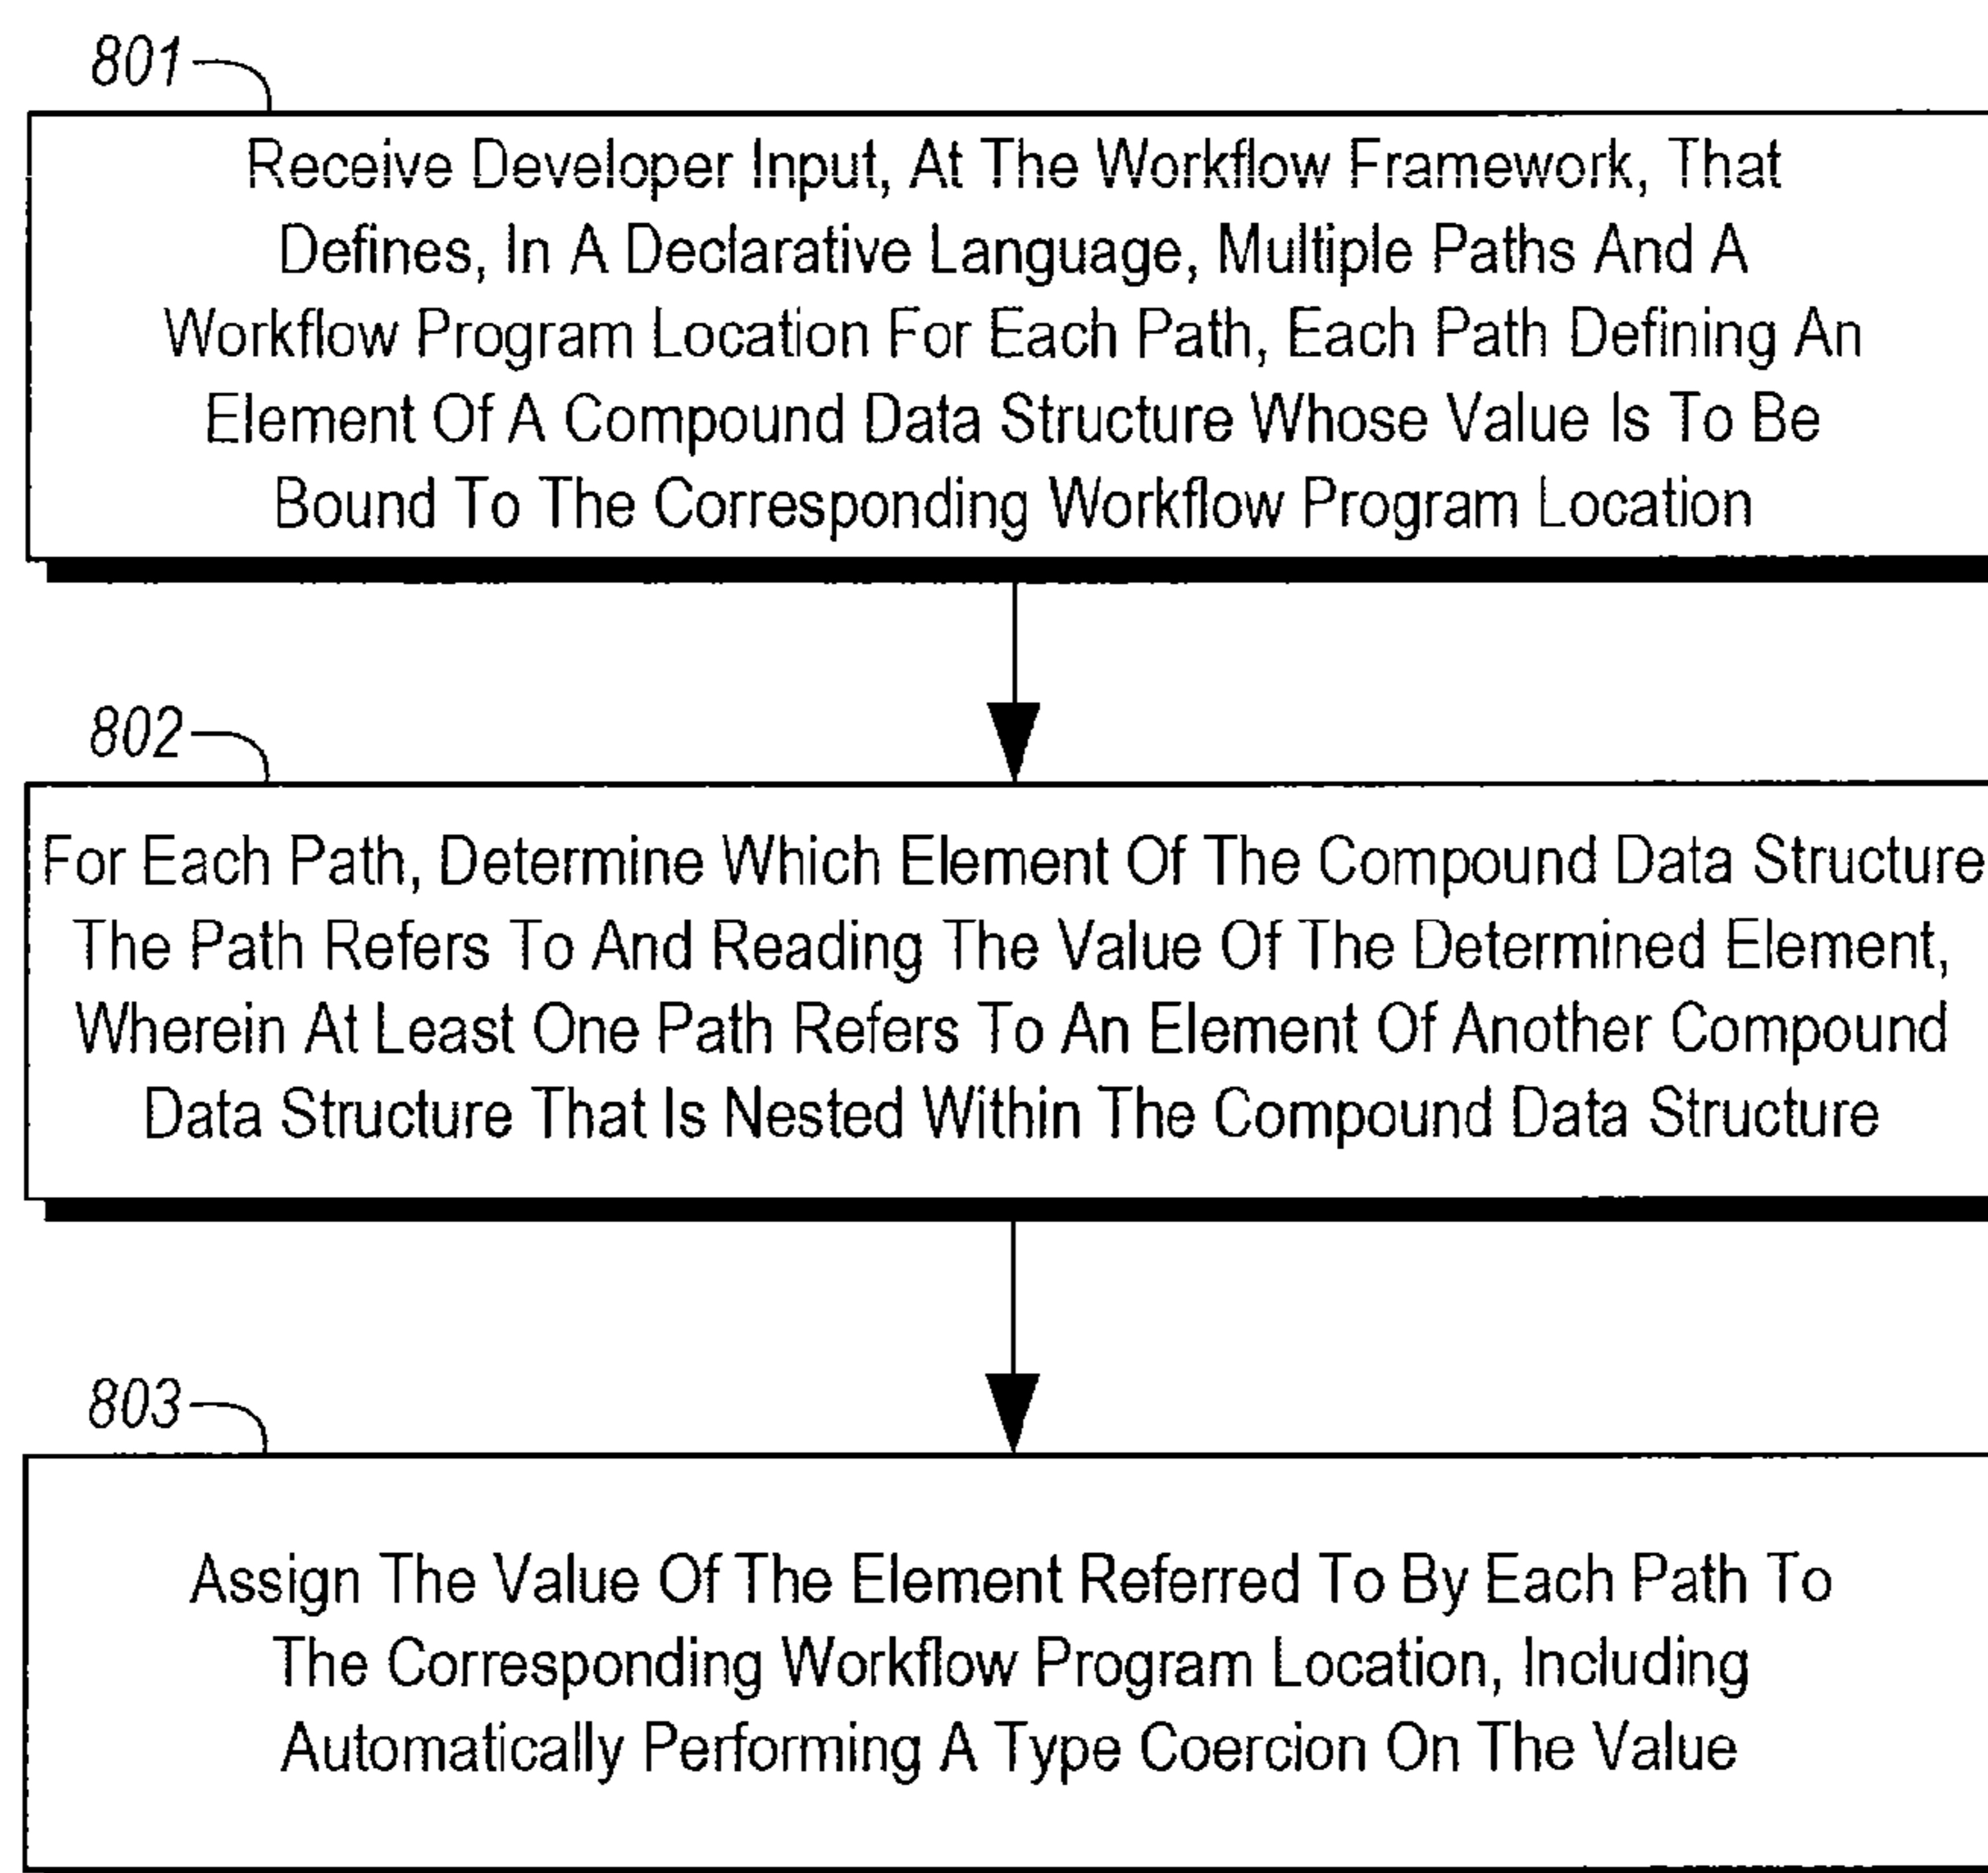 801
Receive Developer Input, At The Workflow Framework, That
Defines, In A Declarative Language, Multiple Paths And A
Workflow Program Location For Each Path, Each Path Defining An
Element Of A Compound Data Structure Whose Value Is To Be
Bound To The Corresponding Workflow Program Location
802
For Each Path, Determine Which Element Of The Compound Data Structure
The Path Refers To And Reading The Value Of The Determined Element,
Wherein At Least One Path Refers To An Element Of Another Compound
Data Structure That Is Nested Within The Compound Data Structure
803
Assign The Value Of The Element Referred To By Each Path To
The Corresponding Workflow Program Location, Including
Automatically Performing A Type Coercion On The Value